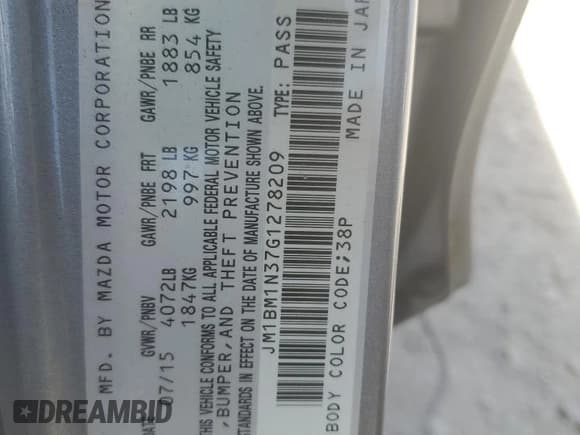 MFD. BY MAZDA MOTOR CORPORATION
DATE GVWR/PNBV GAWR/PNBE FRT GAWR/PNBE RR
07/15 4072LB 2198 LB 1883 LB
1847KG 997 KG 854 KG
THIS VEHICLE CONFORMS TO ALL APPLICABLE FEDERAL MOTOR VEHICLE SAFETY
,BUMPER,AND THEFT PREVENTION
STANDARDS IN EFFECT ON THE DATE OF MANUFACTURE SHOWN ABOVE.
JM1BM1N37G1278209 TYPE: PASS
BODY COLOR CODE;38P MADE IN JAP
DREAMBID